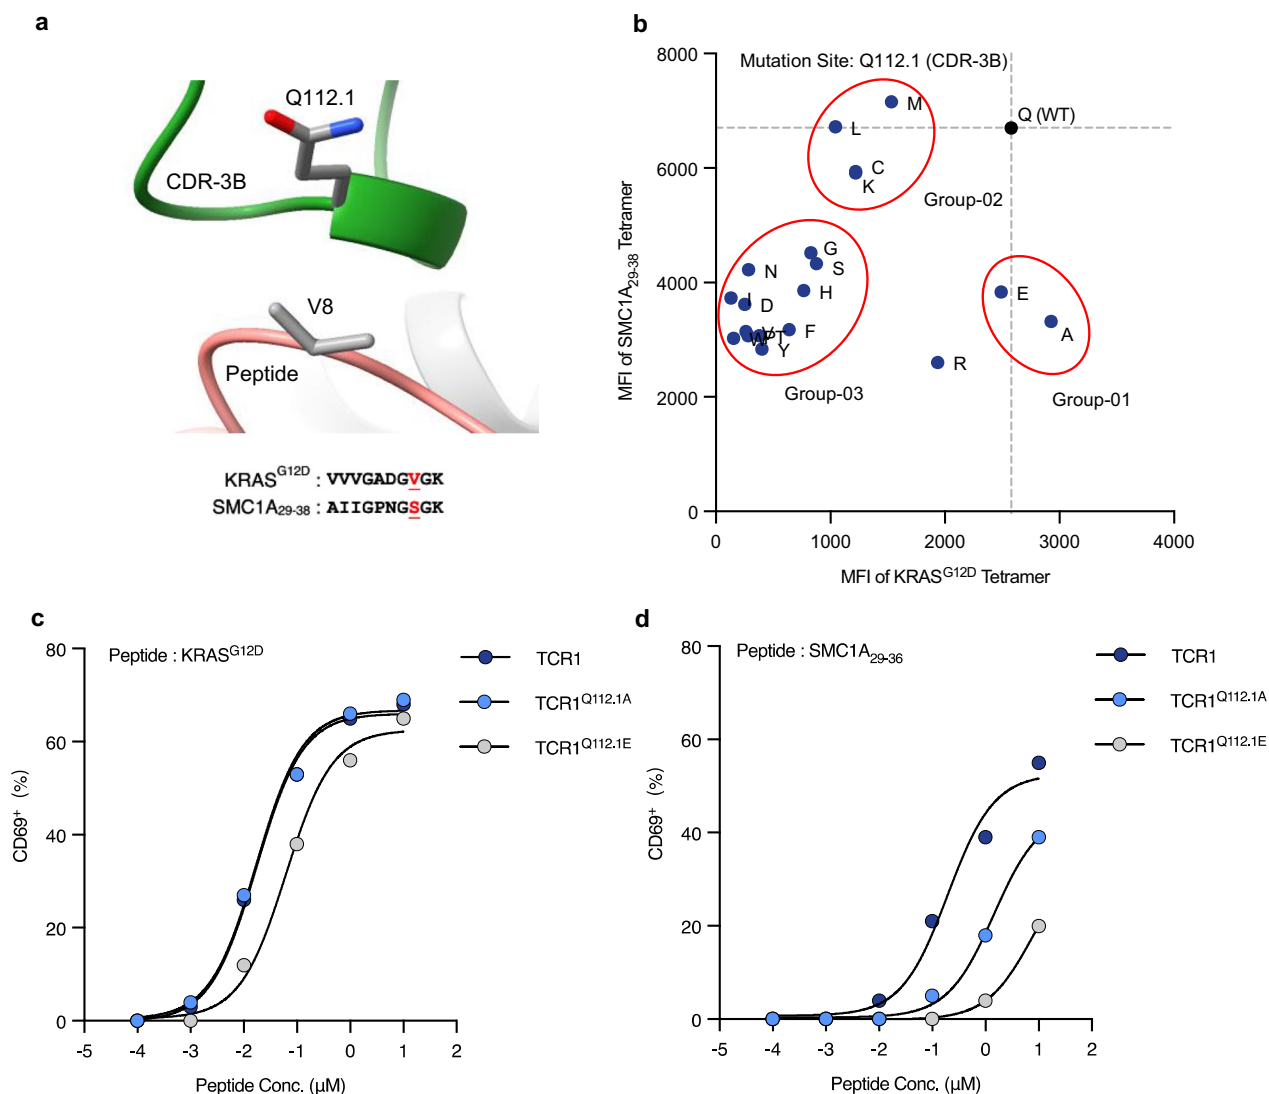 a
Q112.1
CDR-3B
V8
Peptide
KRASG12D : VVVGADGVGK
SMC1A29-38 : AIIGPNGSGK
b
Mutation Site: Q112.1 (CDR-3B)
8000
6000
4000
2000
0
0 1000 2000 3000 4000
MFI of SMC1A29-38 Tetramer
MFI of KRASG12D Tetramer
M
L
Q (WT)
C
K
Group-02
G
N
S
I
H
D
E
F
V
W
P
T
Y
A
R
Group-03
Group-01
c
Peptide : KRASG12D
80
60
40
20
0
-5 -4 -3 -2 -1 0 1 2
CD69+ (%)
Peptide Conc. (µM)
TCR1
TCR1Q112.1A
TCR1Q112.1E
d
Peptide : SMC1A29-36
80
60
40
20
0
-5 -4 -3 -2 -1 0 1 2
CD69+ (%)
Peptide Conc. (µM)
TCR1
TCR1Q112.1A
TCR1Q112.1E